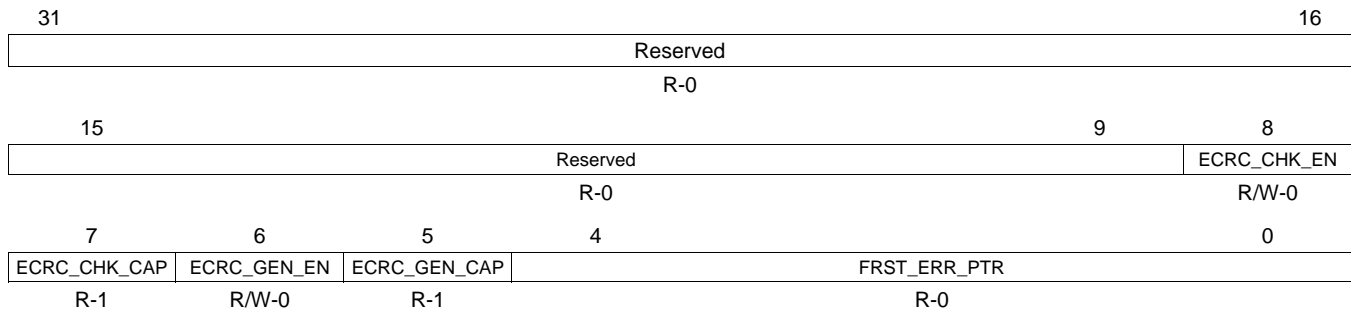 31 16
Reserved
R-0
15 9 8
Reserved ECRC_CHK_EN
R-0 R/W-0
7 6 5 4 0
ECRC_CHK_CAP ECRC_GEN_EN ECRC_GEN_CAP FRST_ERR_PTR
R-1 R/W-0 R-1 R-0